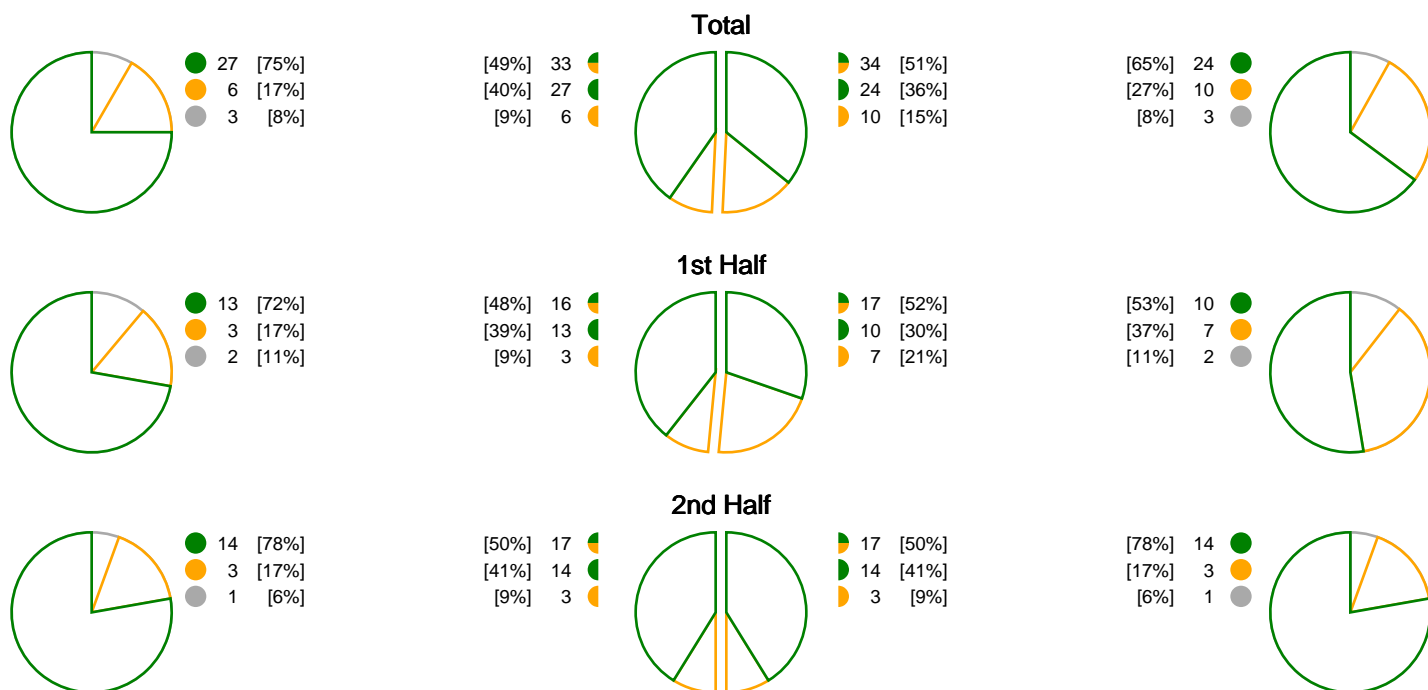 Total
27 [75%] [49%] 33 34 [51%] [65%] 24
6 [17%] [40%] 27 24 [36%] [27%] 10
3 [8%] [9%] 6 10 [15%] [8%] 3
1st Half
13 [72%] [48%] 16 17 [52%] [53%] 10
3 [17%] [39%] 13 10 [30%] [37%] 7
2 [11%] [9%] 3 7 [21%] [11%] 2
2nd Half
14 [78%] [50%] 17 17 [50%] [78%] 14
3 [17%] [41%] 14 14 [41%] [17%] 3
1 [6%] [9%] 3 3 [9%] [6%] 1